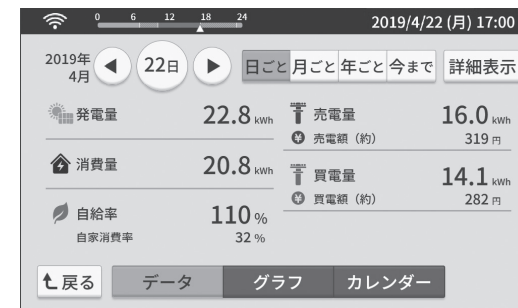 0 6 12 18 24 2019/4/22 (月) 17:00
2019年
4月
22日
日ごと 月ごと 年ごと 今まで 詳細表示
発電量 22.8 kWh
売電量 16.0 kWh
売電額（約） 319 円
消費量 20.8 kWh
買電量 14.1 kWh
買電額（約） 282 円
自給率 110 %
自家消費率 32 %
戻る データ グラフ カレンダー